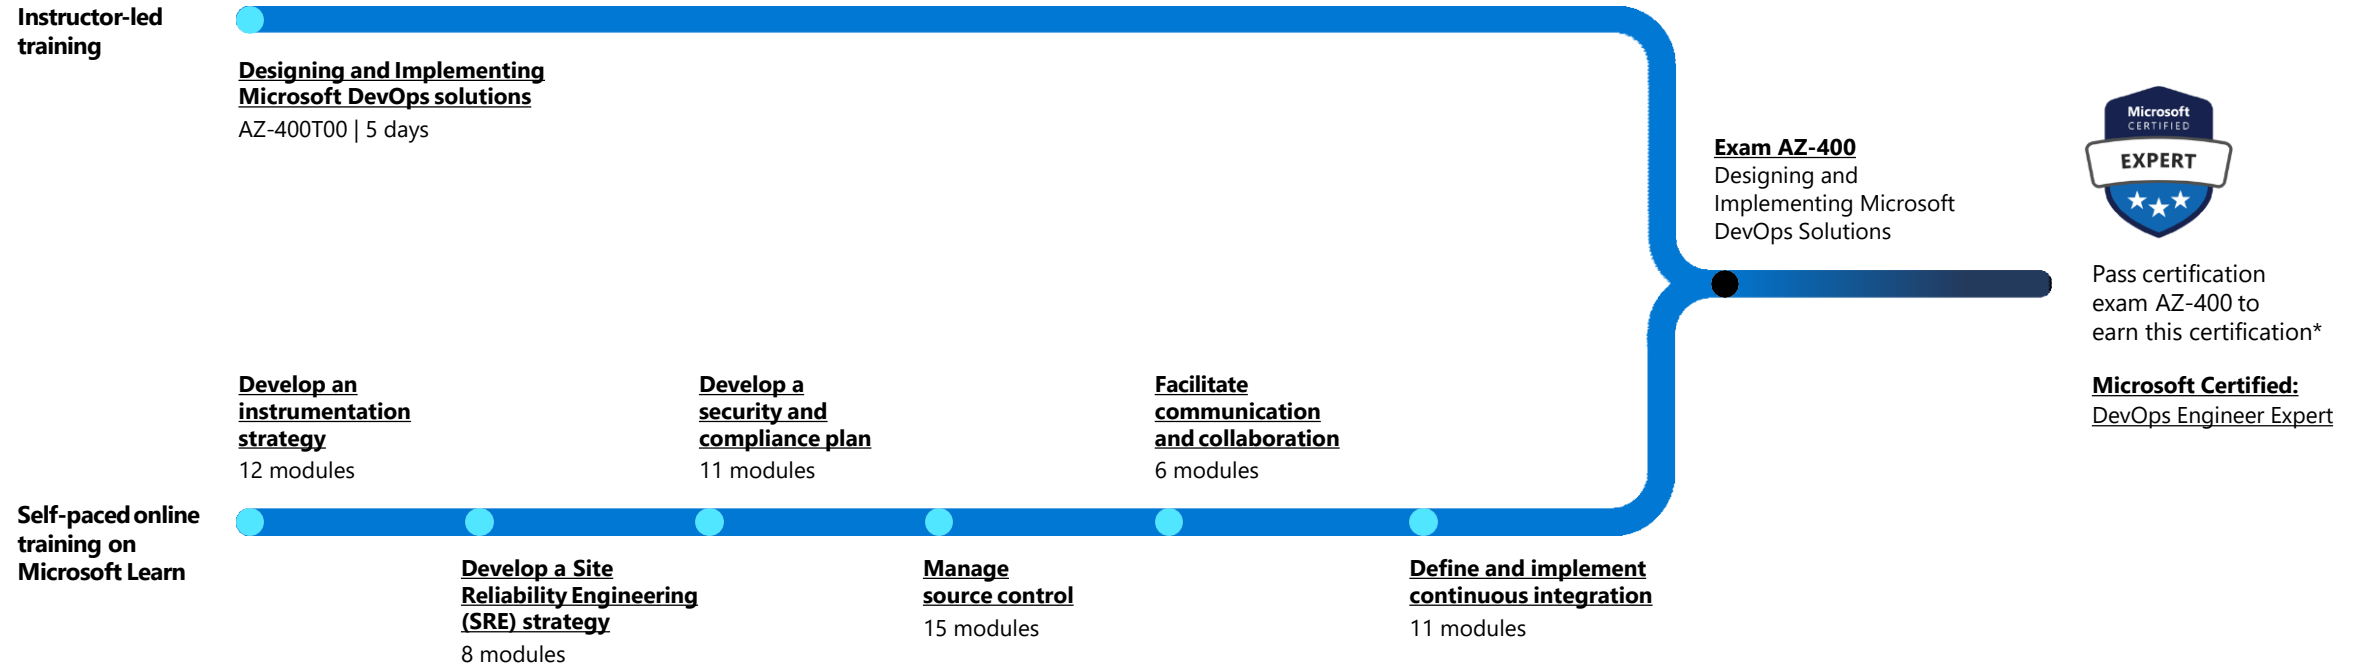 Instructor-led
training
Designing and Implementing
Microsoft DevOps solutions
AZ-400T00 | 5 days
Exam AZ-400
Designing and
Implementing Microsoft
DevOps Solutions
Microsoft
CERTIFIED
EXPERT
Pass certification
exam AZ-400 to
earn this certification*
Microsoft Certified:
DevOps Engineer Expert
Self-paced online
training on
Microsoft Learn
Develop an
instrumentation
strategy
12 modules
Develop a Site
Reliability Engineering
(SRE) strategy
8 modules
Develop a
security and
compliance plan
11 modules
Manage
source control
15 modules
Facilitate
communication
and collaboration
6 modules
Define and implement
continuous integration
11 modules